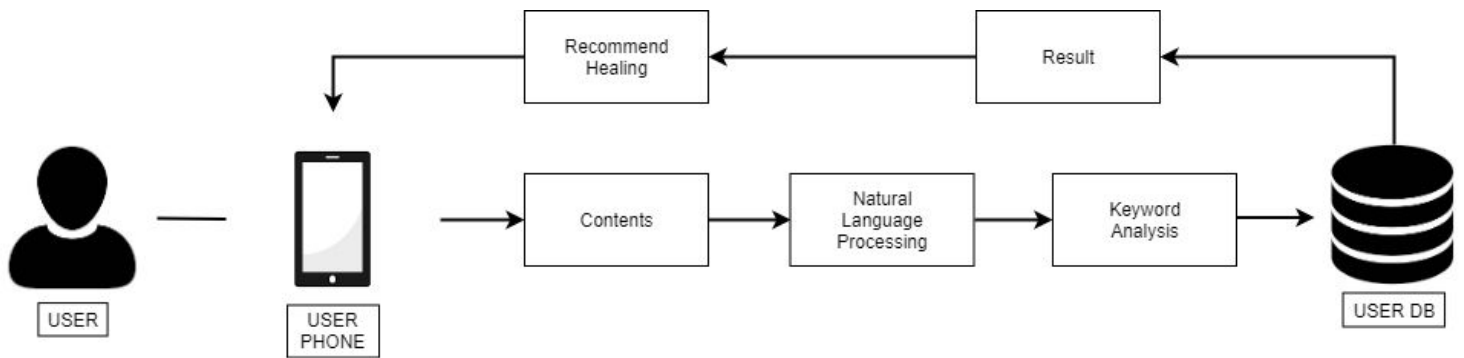 Recommend
Healing
Result
Contents
Natural
Language
Processing
Keyword
Analysis
USER
USER
PHONE
USER DB